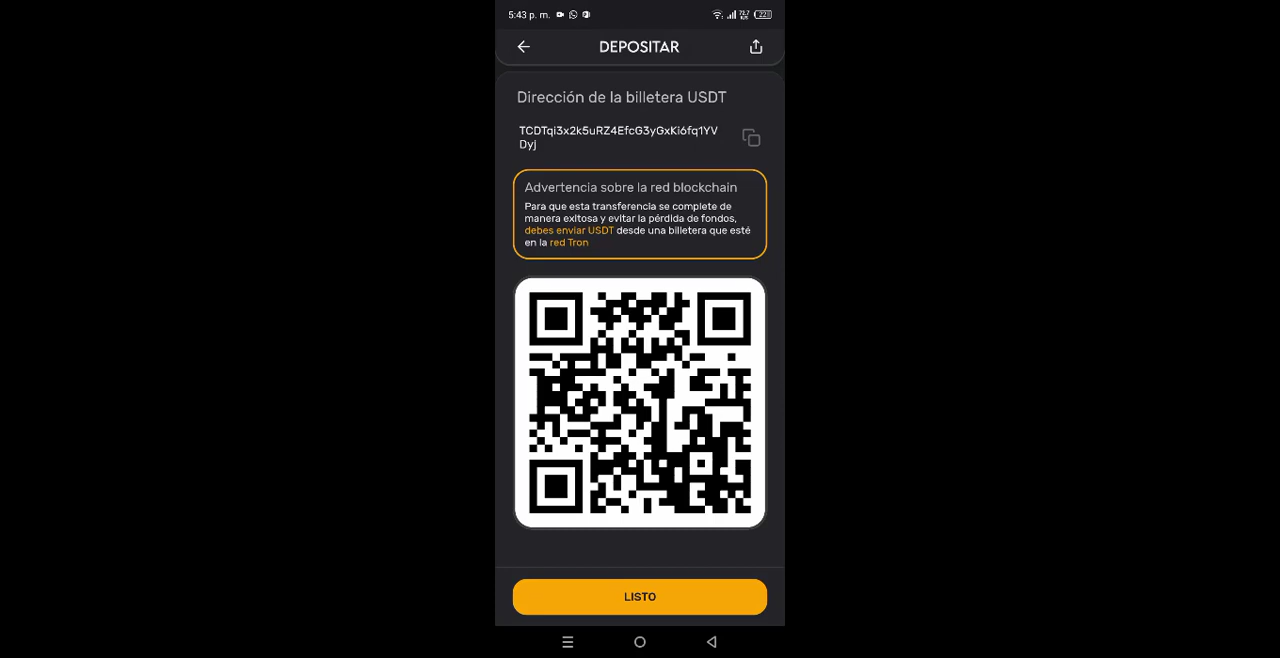 5:43 p. m.
22
DEPOSITAR
Dirección de la billetera USDT
TCDTqi3x2k5uRZ4EfcG3yGxKi6fq1YV
Dyj
Advertencia sobre la red blockchain
Para que esta transferencia se complete de
manera exitosa y evitar la pérdida de fondos,
debes enviar USDT desde una billetera que esté
en la red Tron
LISTO